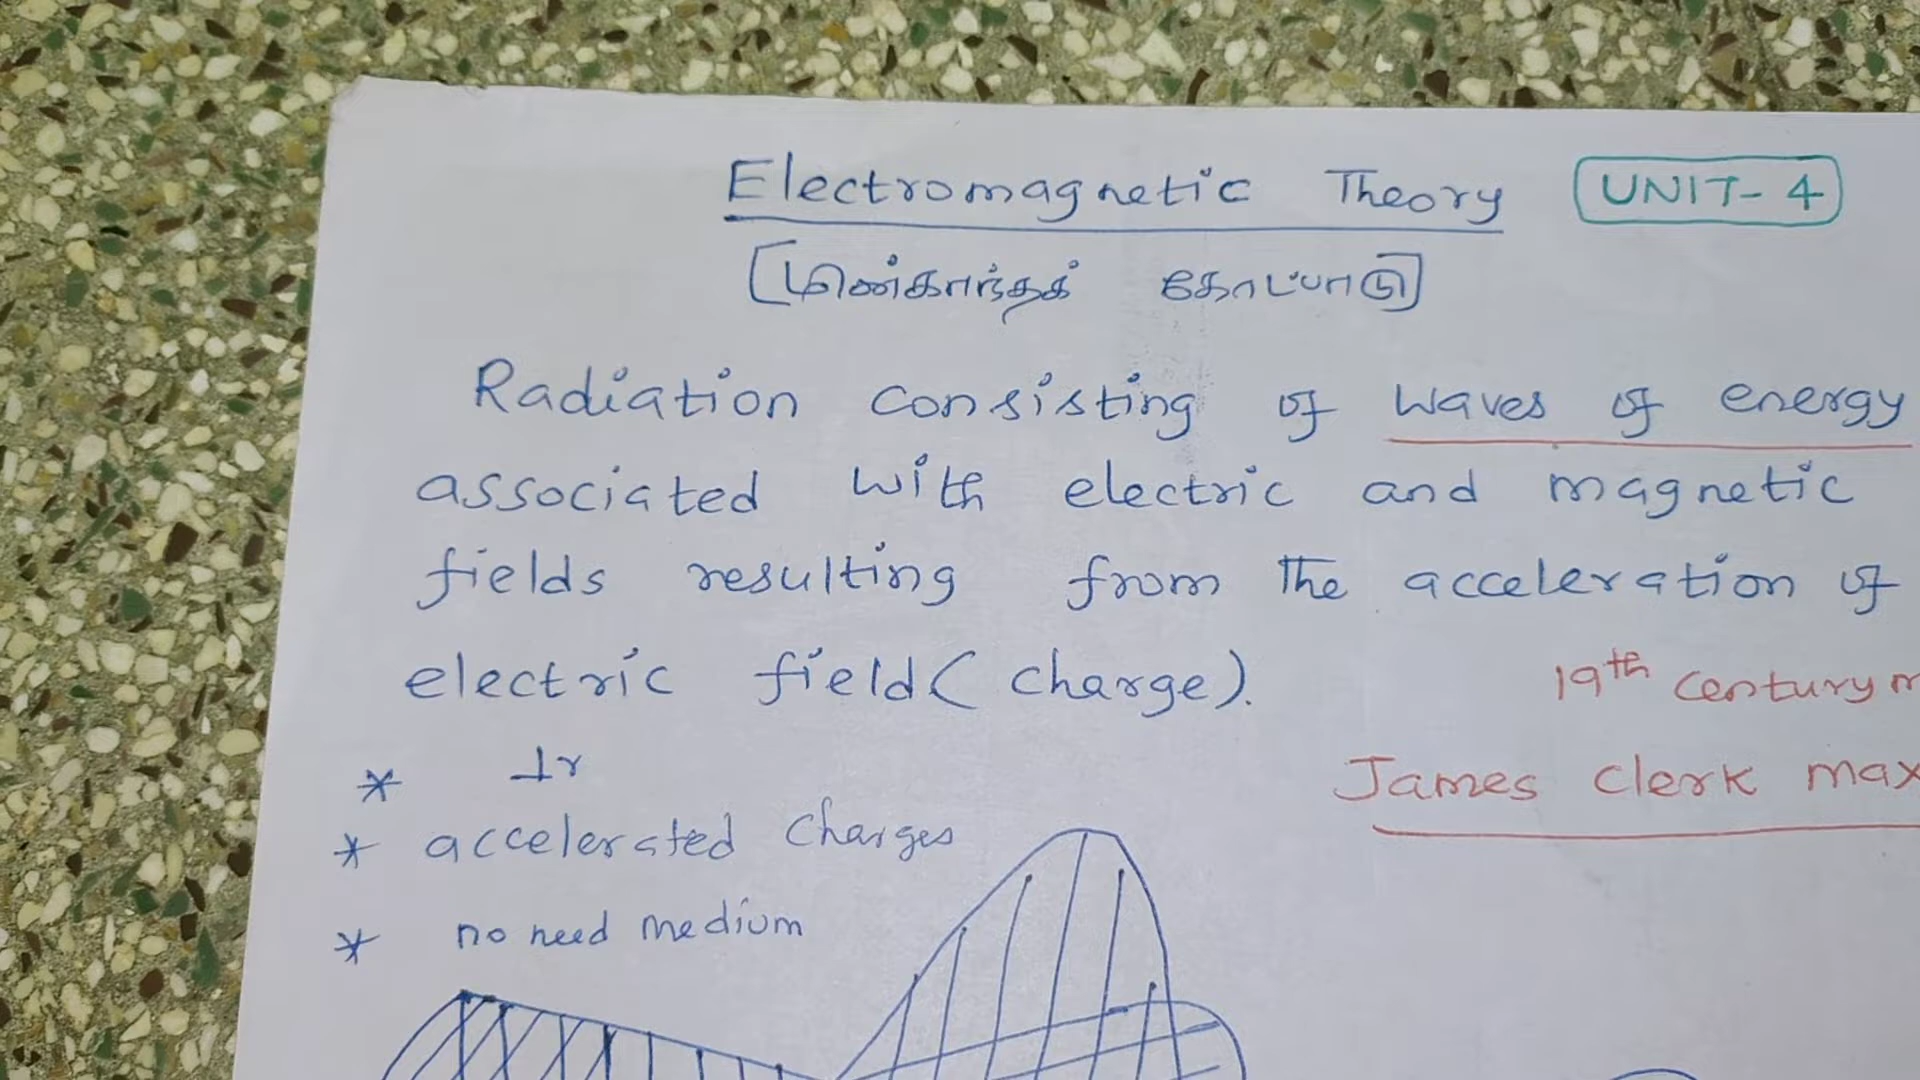 Electromagnetic Theory UNIT-4
[மின்காந்தக் கோட்பாடு]
Radiation consisting of waves of energy
associated with electric and magnetic
fields resulting from the acceleration of
electric field (charge).
19th century
* ⊥r
James Clerk
* accelerated charges
* no need medium